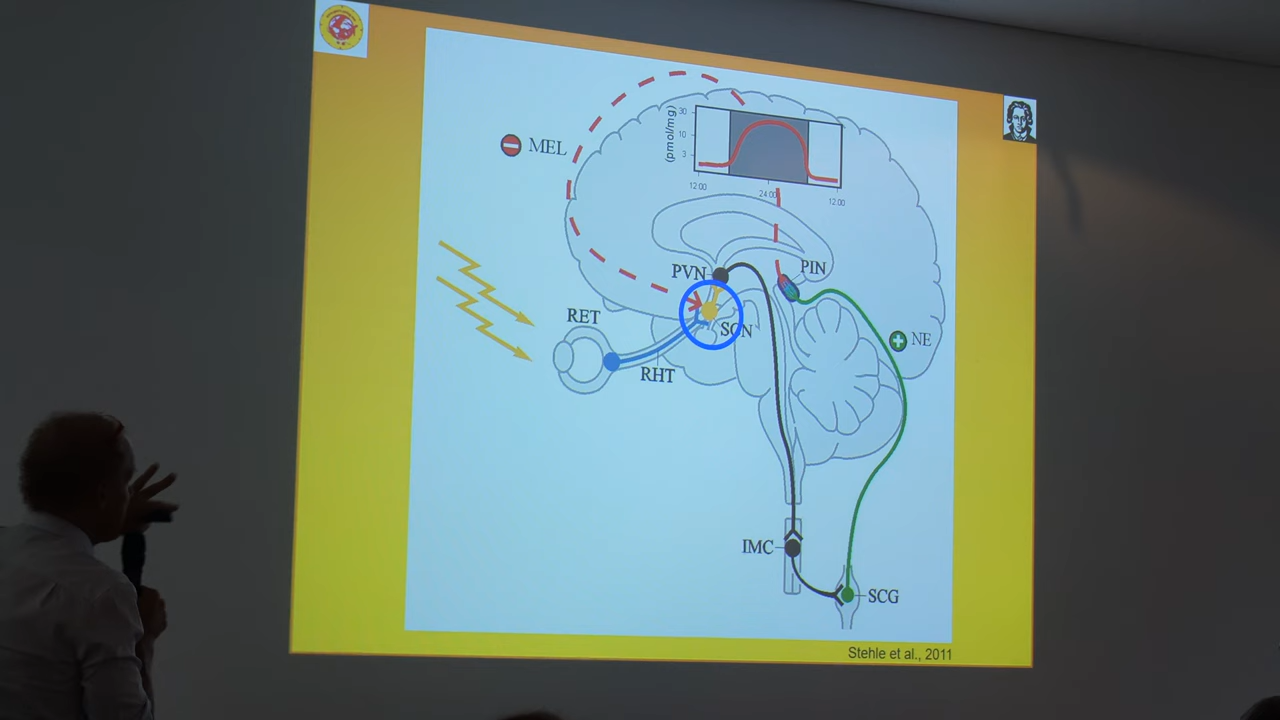 30
10
3
(pmol/mg)
12.00
24.00
12.00
MEL
PVN
PIN
SCN
RET
RHT
NE
IMC
SCG
Stehle et al., 2011